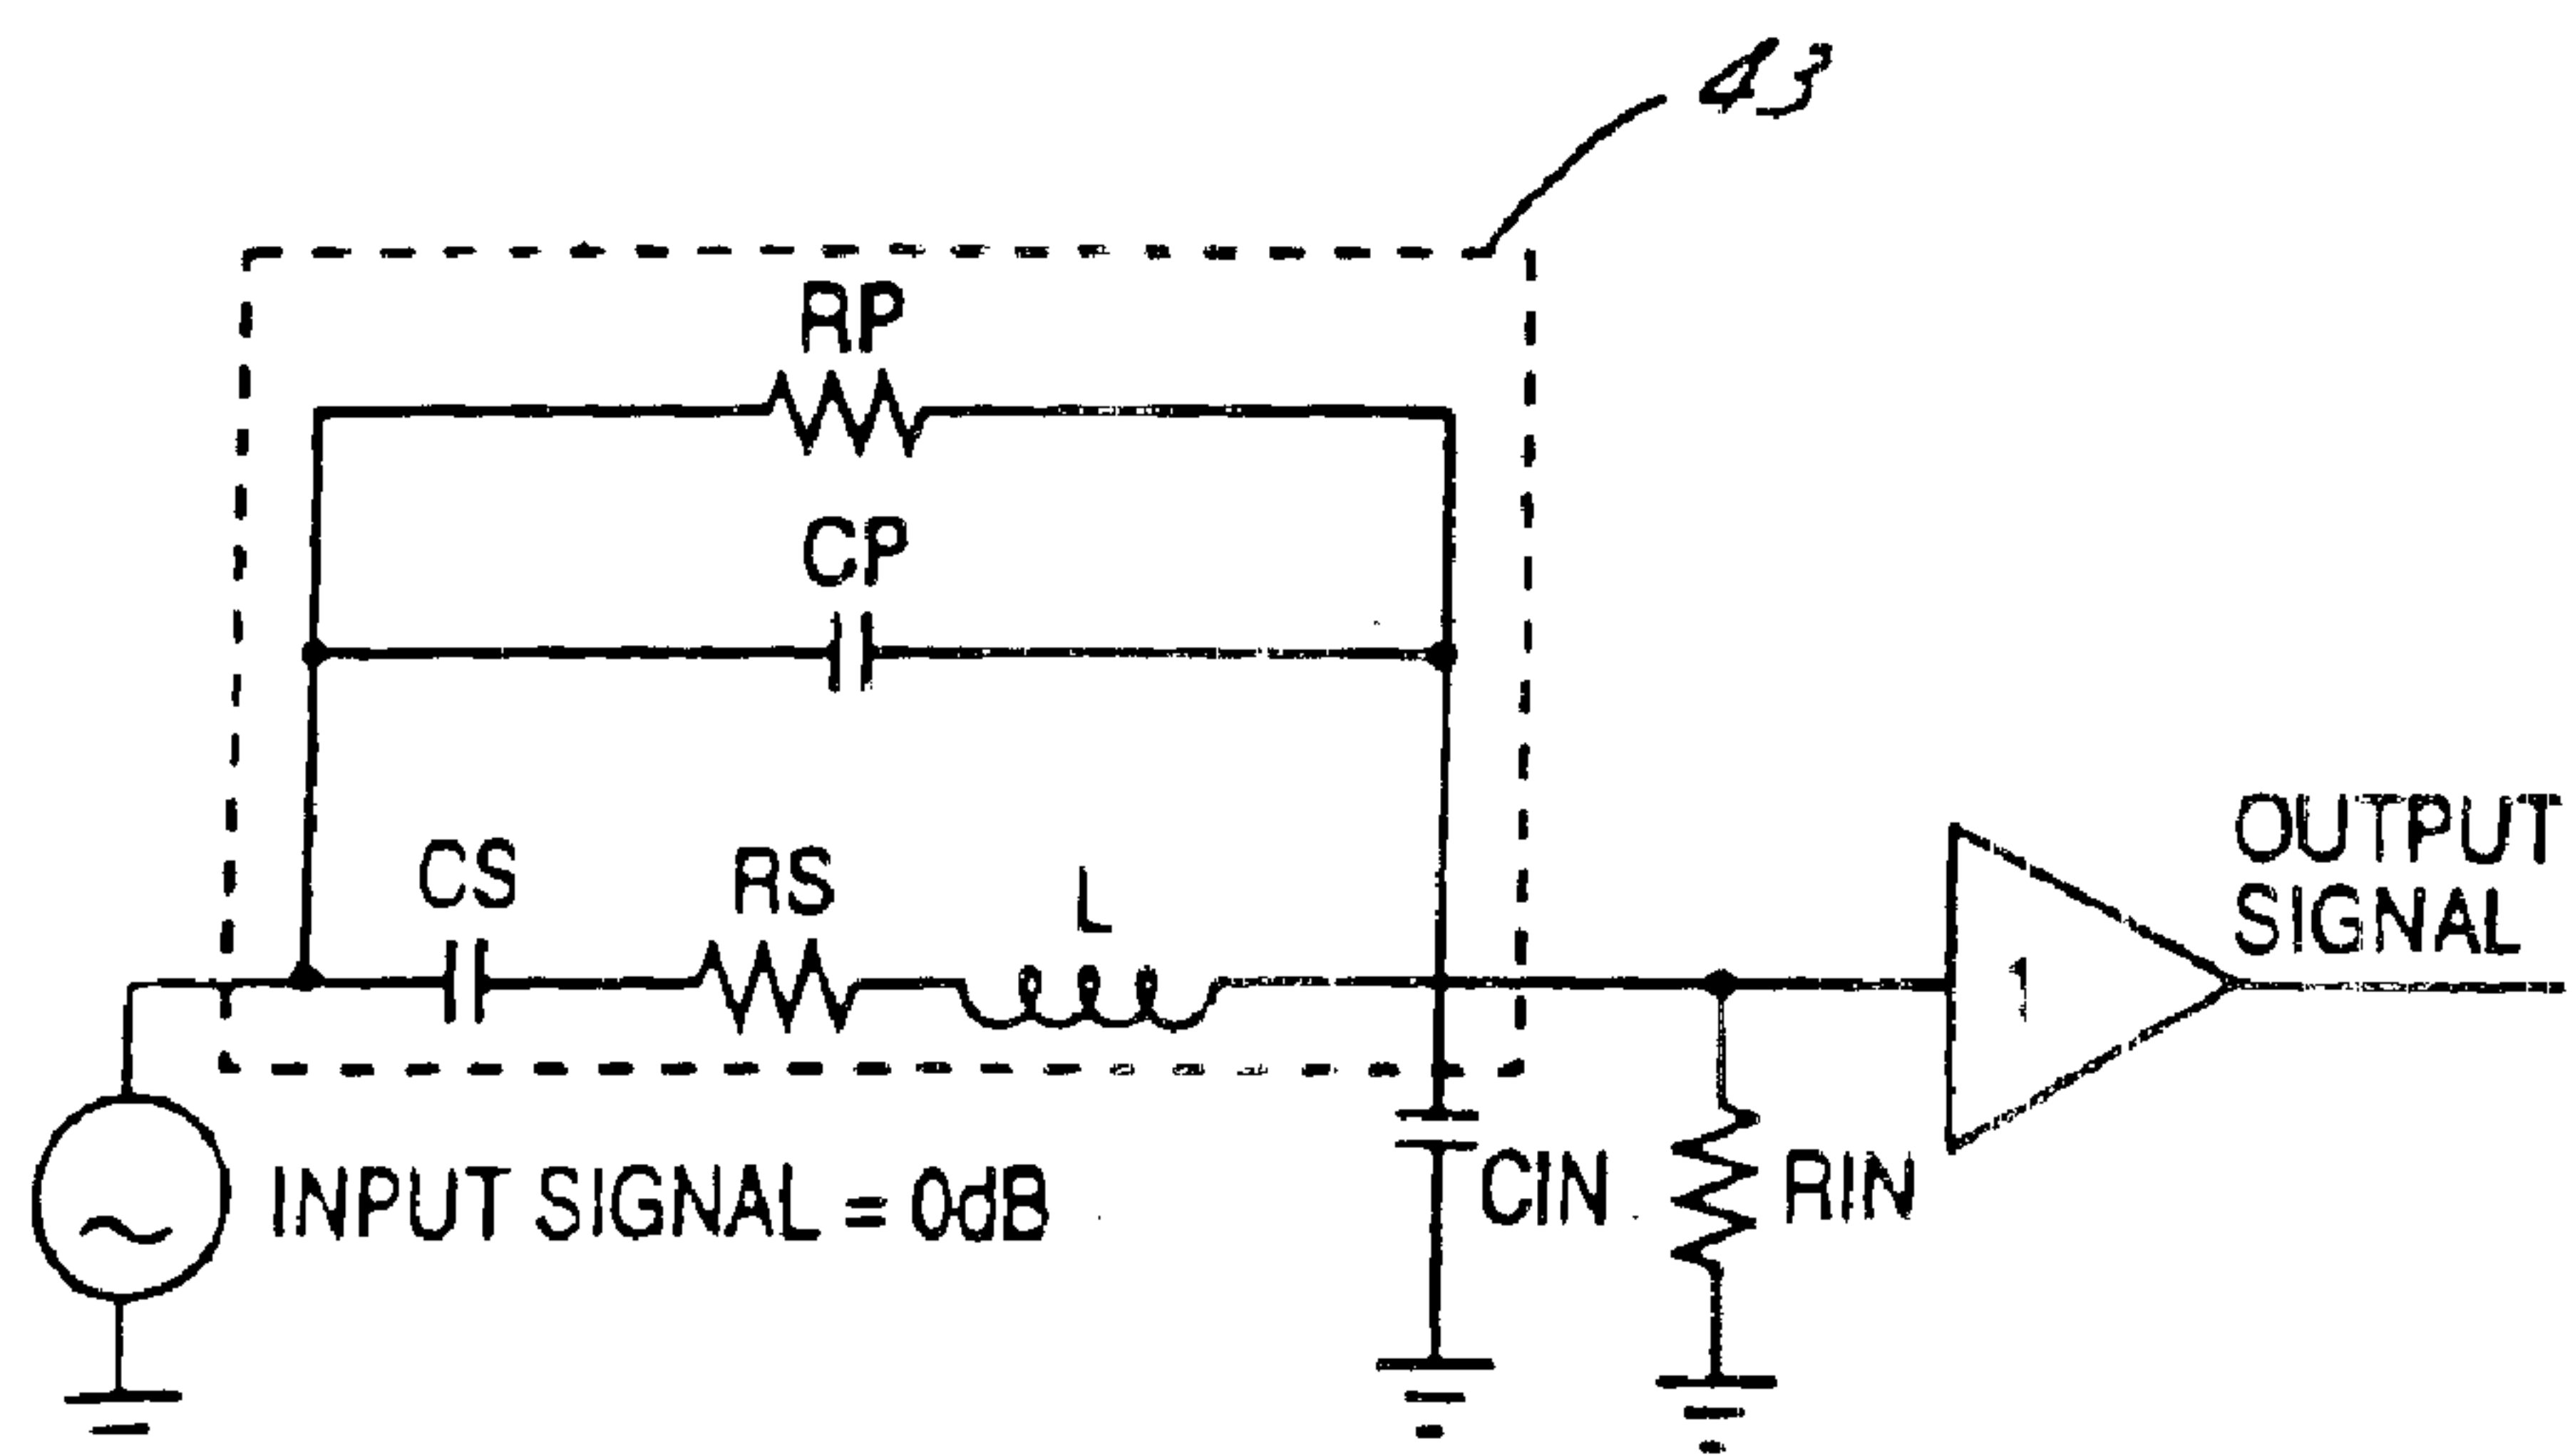 43
RP
CP
CS
RS
L
OUTPUT
SIGNAL
1
INPUT SIGNAL = 0dB
CIN
RIN